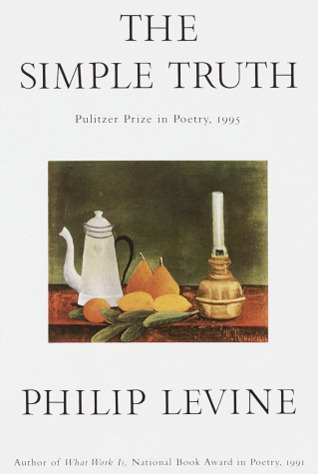 THE
SIMPLE TRUTH
Pulitzer Prize in Poetry, 1995
H. Rousseau
PHILIP LEVINE
Author of What Work Is, National Book Award in Poetry, 1991